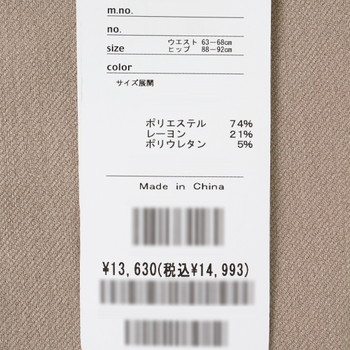 m.no.
no.
size ウエスト 63－68cm
ヒップ 88－92cm
color
サイズ展開
ポリエステル 74%
レーヨン 21%
ポリウレタン 5%
Made in China
¥13,630(税込¥14,993)